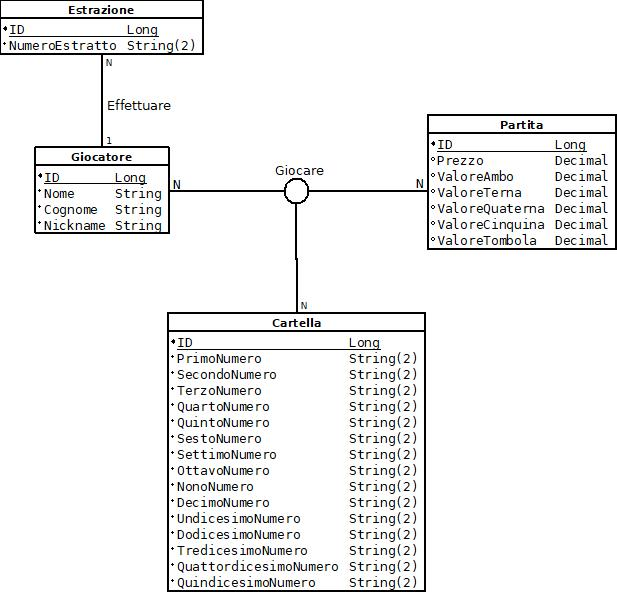 Estrazione
ID Long
NumeroEstratto String(2)
N
Effettuare
1
Giocatore
ID Long
Nome String
Cognome String
Nickname String
N
Giocare
N
Partita
ID Long
Prezzo Decimal
ValoreAmbo Decimal
ValoreTerna Decimal
ValoreQuaterna Decimal
ValoreCinquina Decimal
ValoreTombola Decimal
N
Cartella
ID Long
PrimoNumero String(2)
SecondoNumero String(2)
TerzoNumero String(2)
QuartoNumero String(2)
QuintoNumero String(2)
SestoNumero String(2)
SettimoNumero String(2)
OttavoNumero String(2)
NonoNumero String(2)
DecimoNumero String(2)
UndicesimoNumero String(2)
DodicesimoNumero String(2)
TredicesimoNumero String(2)
QuattordicesimoNumero String(2)
QuindicesimoNumero String(2)